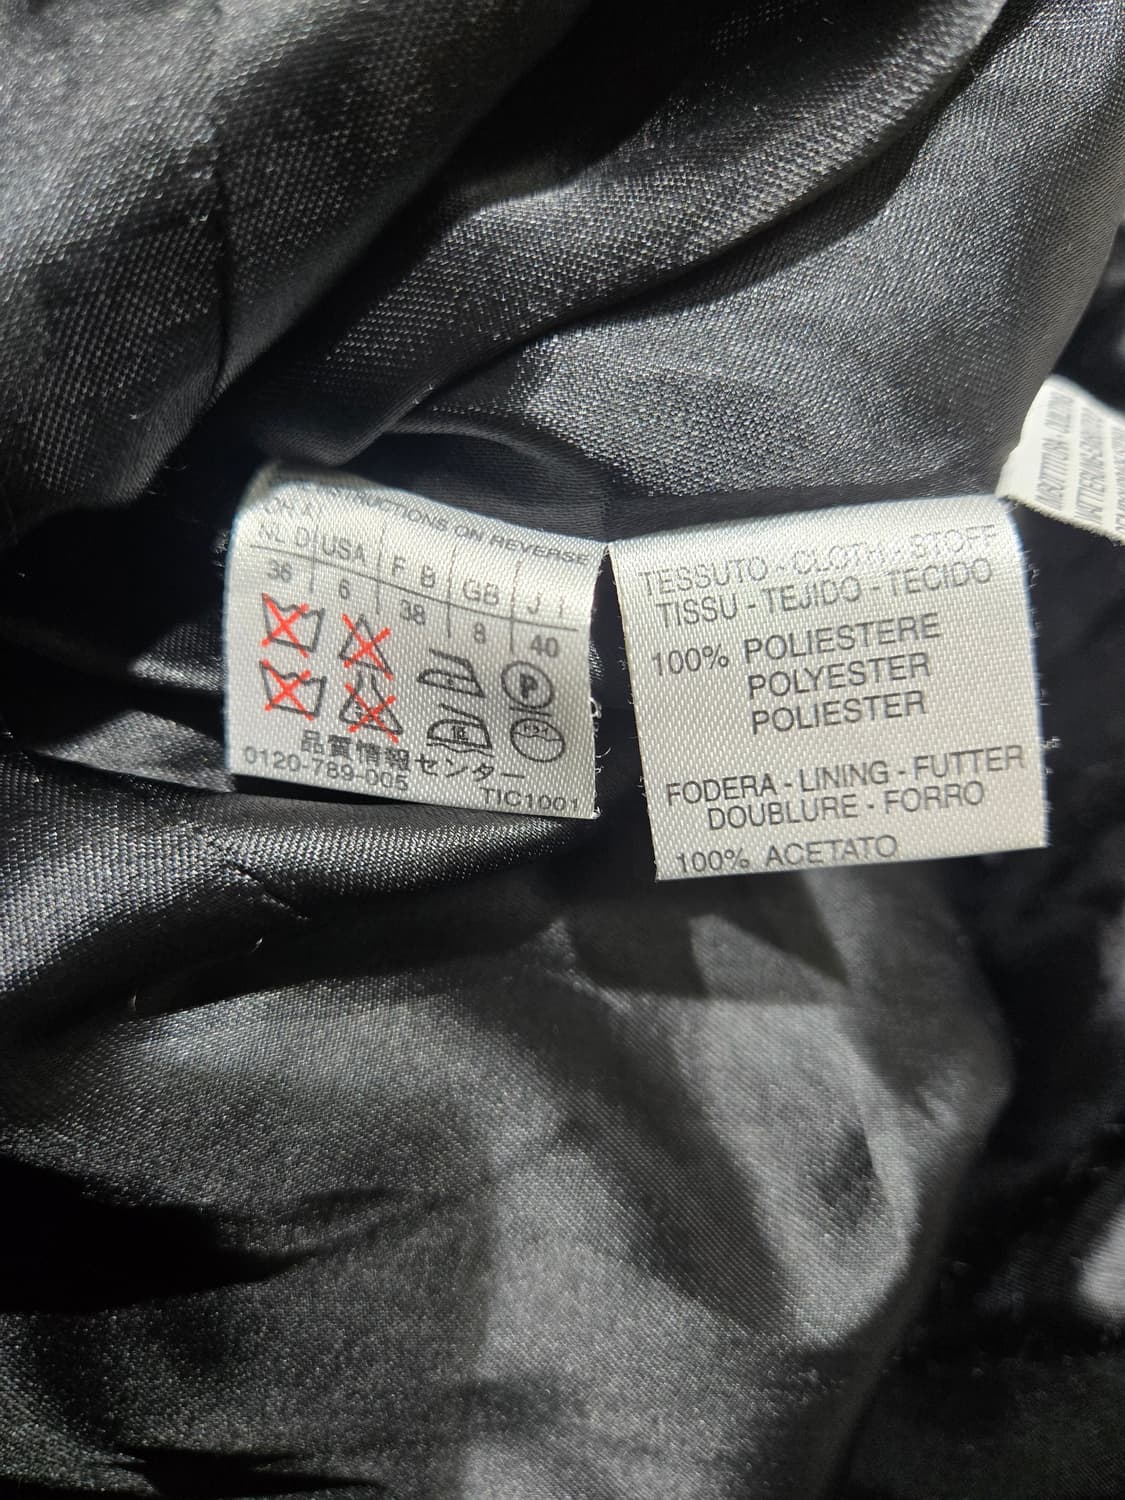 INSTRUCTIONS ON REVERSE
NL D USA F B GB J I
36 6 38 8 40
P
品質情報センター
0120-789-005 TIC1001
TESSUTO - CLOTH - STOFF
TISSU - TEJIDO - TECIDO
100% POLIESTERE
POLYESTER
POLIESTER
FODERA - LINING - FUTTER
DOUBLURE - FORRO
100% ACETATO